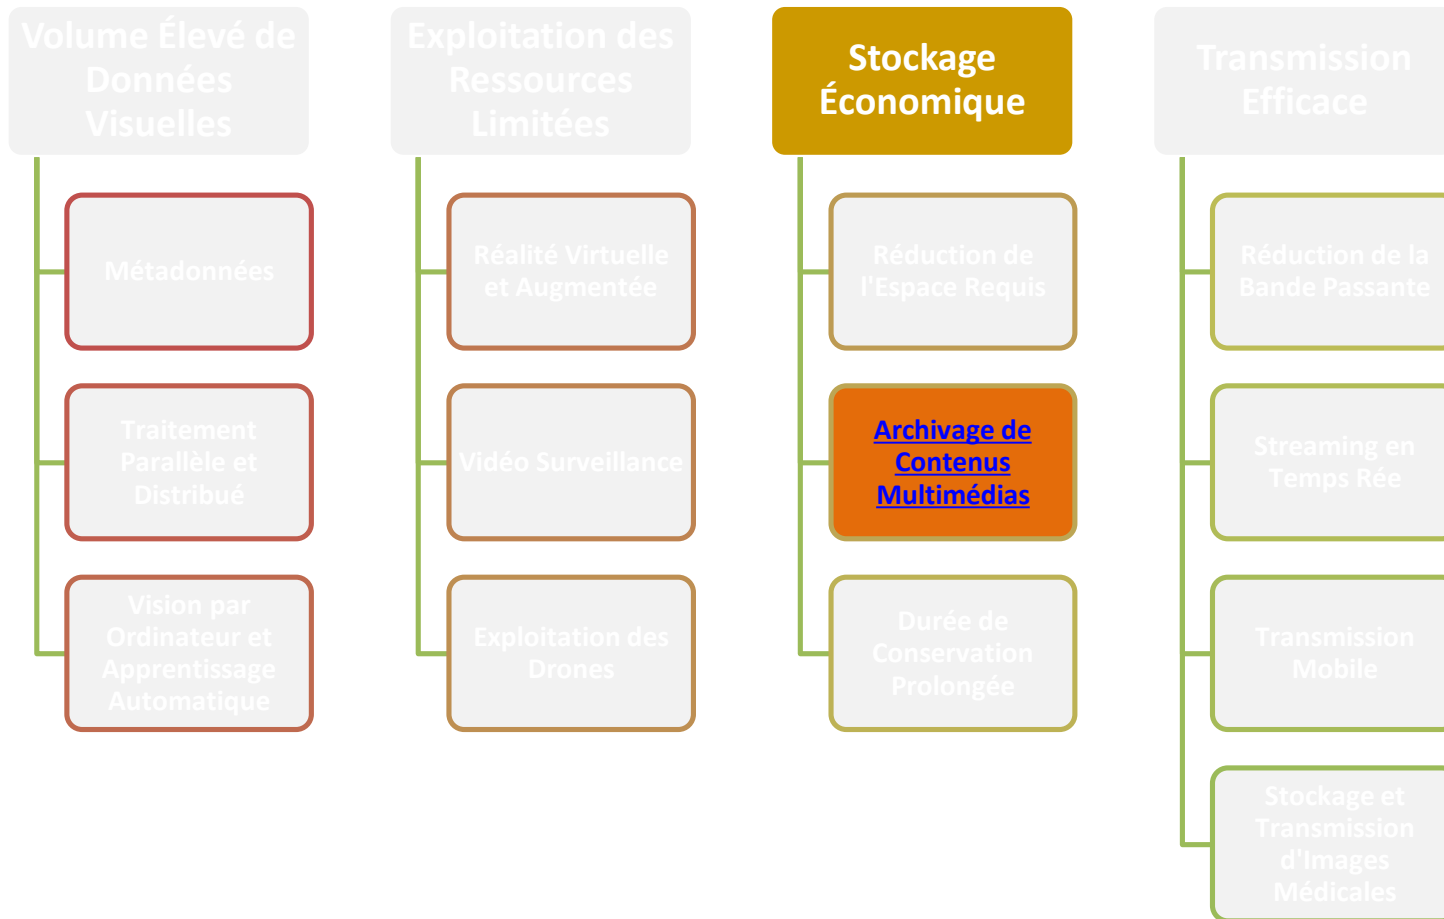 Volume Élevé de
Données
Visuelles
Métadonnées
Traitement
Parallèle et
Distribué
Vision par
Ordinateur et
Apprentissage
Automatique
Exploitation des
Ressources
Limitées
Réalité Virtuelle
et Augmentée
Vidéo Surveillance
Exploitation des
Drones
Stockage
Économique
Réduction de
l'Espace Requis
Archivage de
Contenus
Multimédias
Durée de
Conservation
Prolongée
Transmission
Efficace
Réduction de la
Bande Passante
Streaming en
Temps Rée
Transmission
Mobile
Stockage et
Transmission
d'Images
Médicales